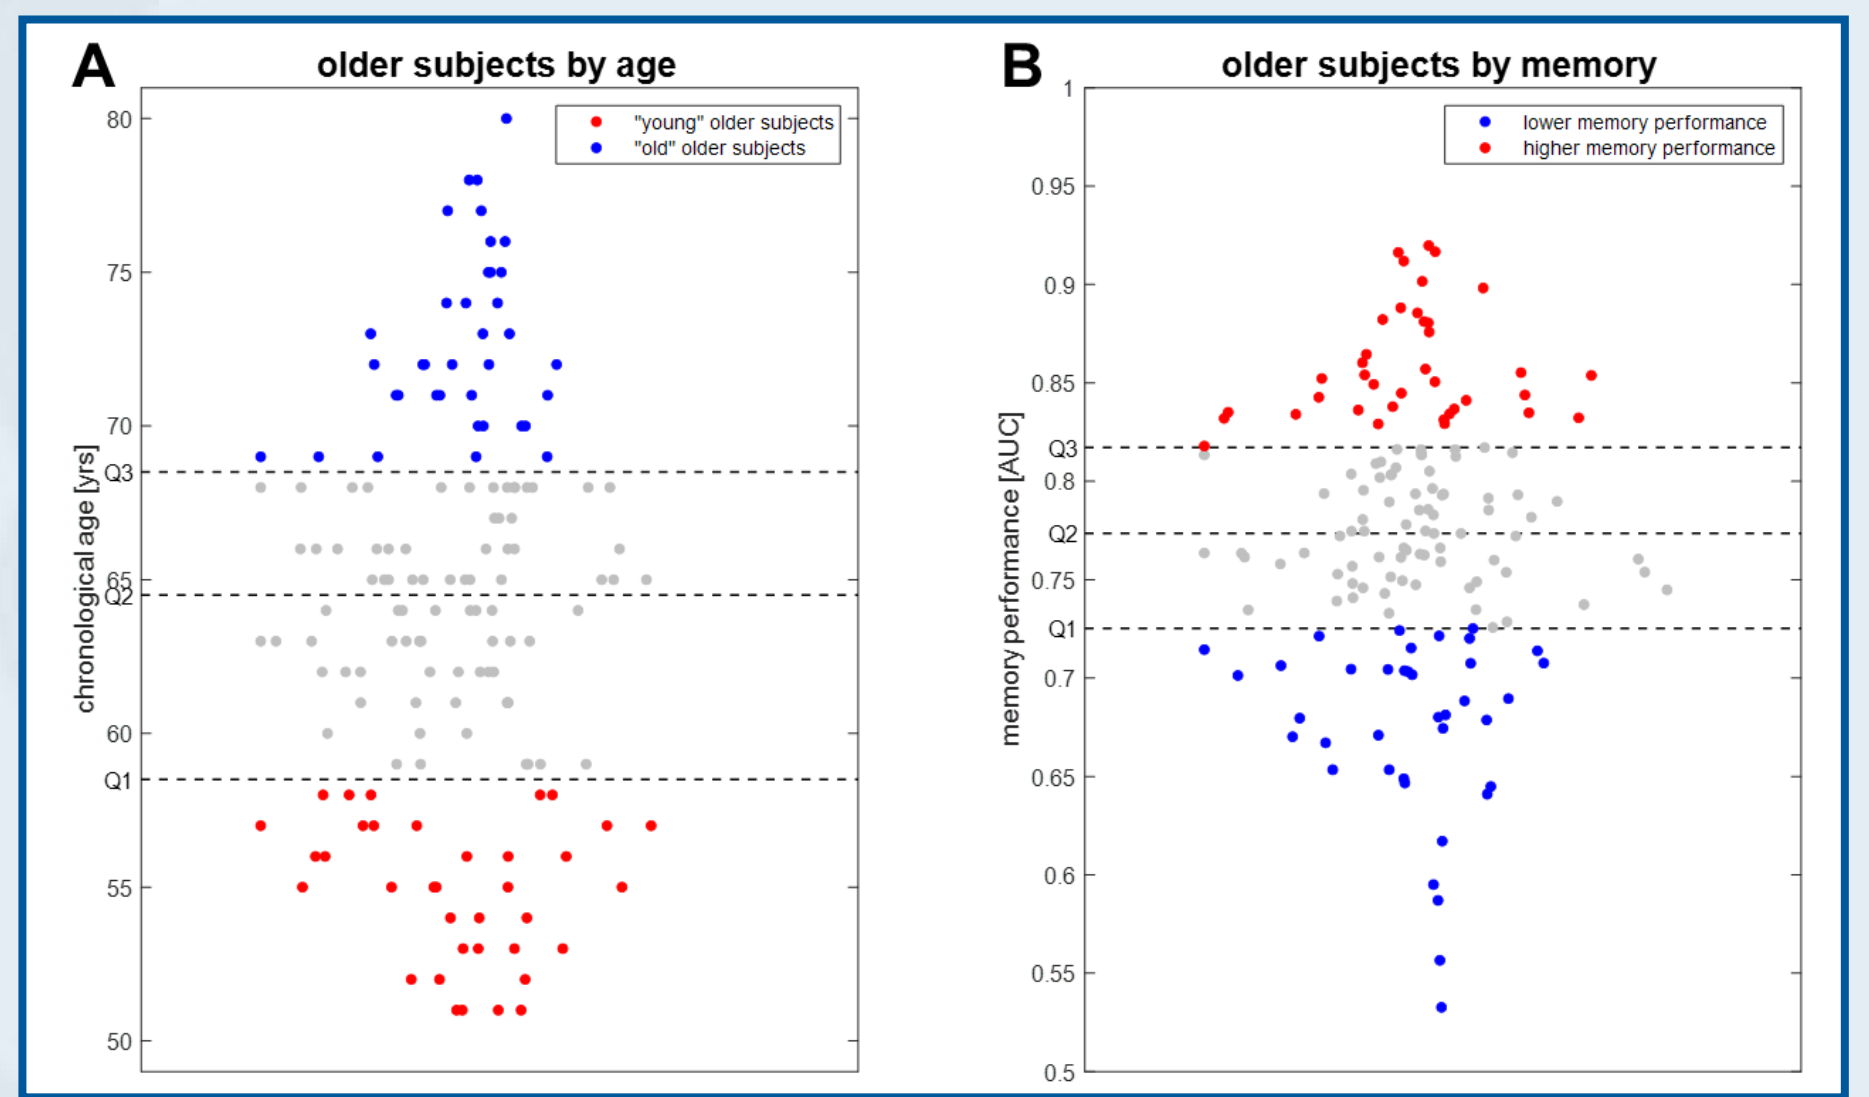 A
older subjects by age
"young" older subjects
"old" older subjects
80
75
70
Q3
65
Q2
60
Q1
55
50
chronological age [yrs]
B
older subjects by memory
lower memory performance
higher memory performance
1
0.95
0.9
0.85
Q3
0.8
Q2
0.75
Q1
0.7
0.65
0.6
0.55
0.5
memory performance [AUC]